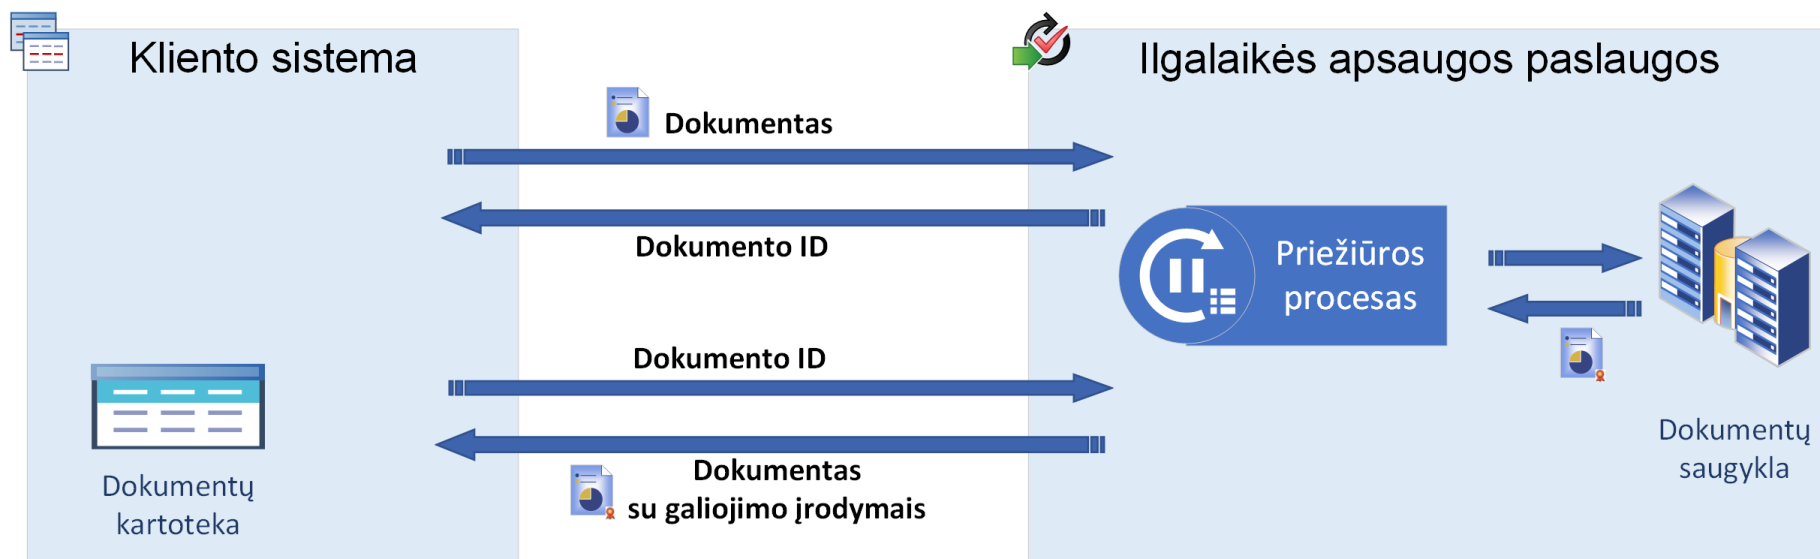 Kliento sistema
Ilgalaikės apsaugos paslaugos
Dokumentas
Dokumento ID
Priežiūros
procesas
Dokumento ID
Dokumentas
su galiojimo įrodymais
Dokumentų
kartoteka
Dokumentų
saugykla